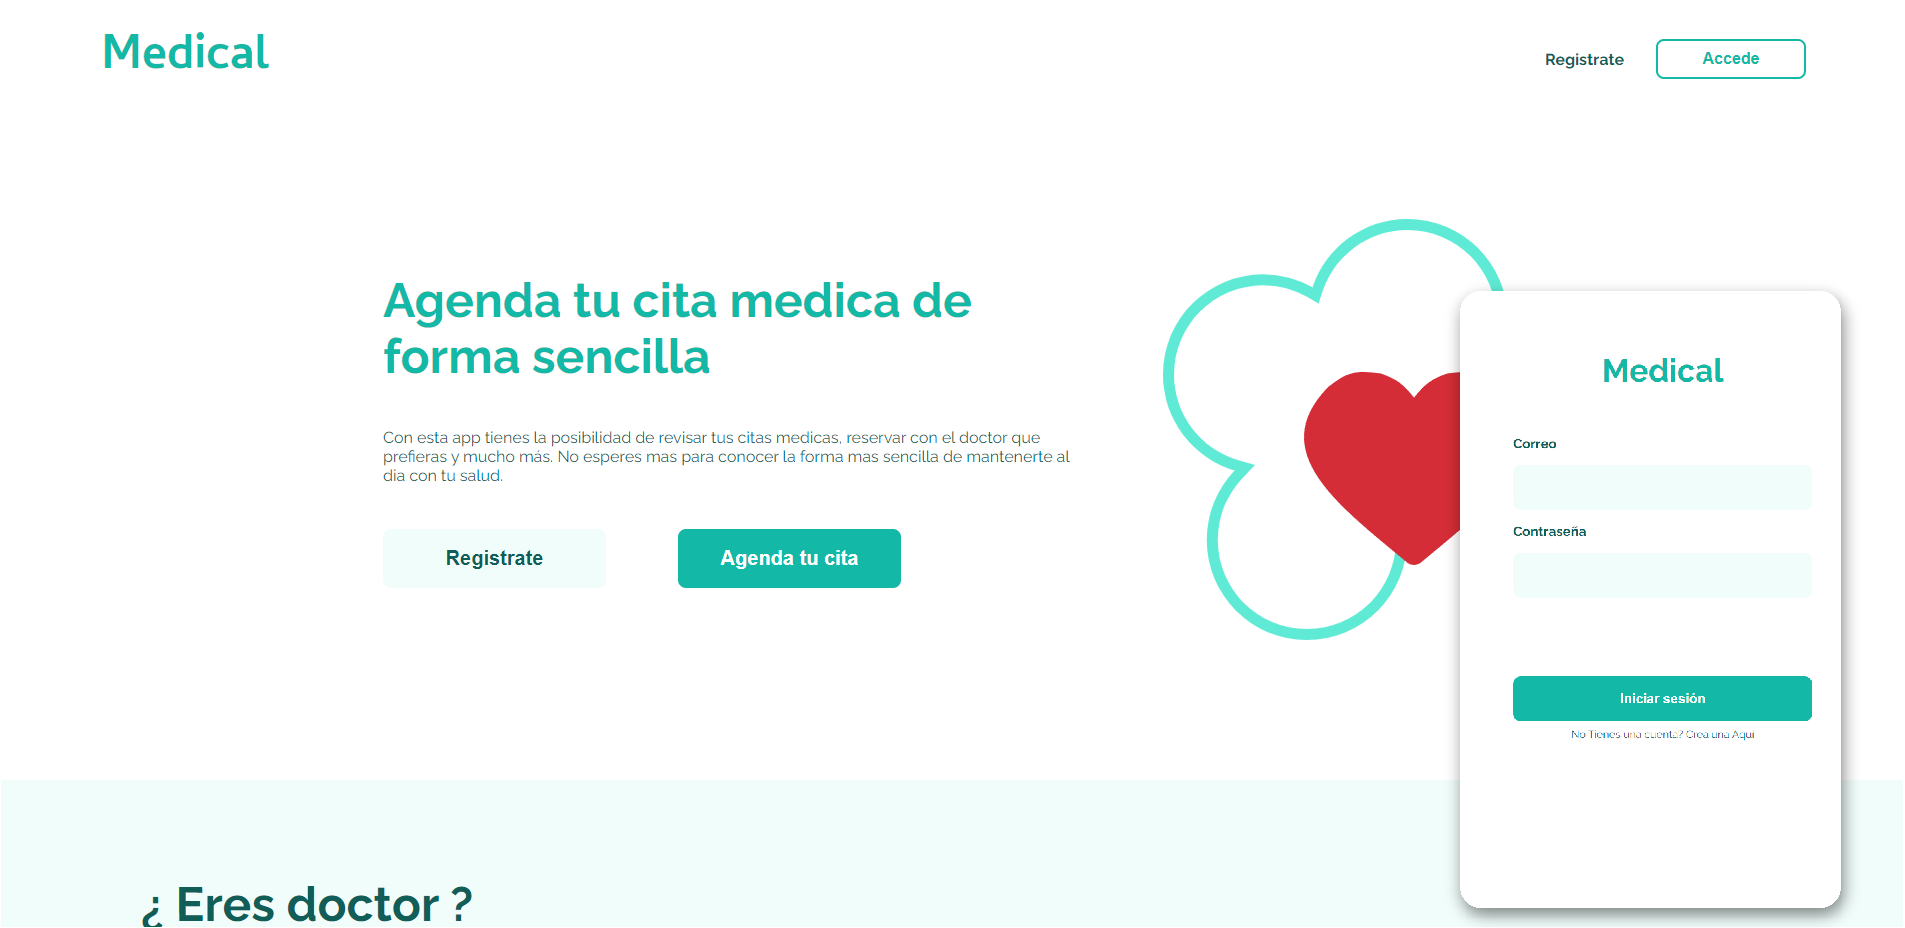 Medical
Registrate
Accede
Agenda tu cita medica de
forma sencilla
Con esta app tienes la posibilidad de revisar tus citas medicas, reservar con el doctor que
prefieras y mucho más. No esperes mas para conocer la forma mas sencilla de mantenerte al
dia con tu salud.
Registrate
Agenda tu cita
Medical
Correo
Contraseña
Iniciar sesión
No Tienes una cuenta? Crea una Aqui
¿ Eres doctor ?